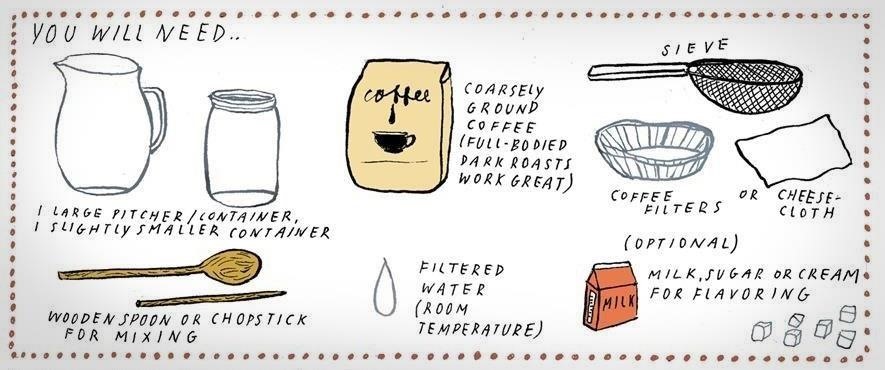 YOU WILL NEED..
1 LARGE PITCHER/CONTAINER,
1 SLIGHTLY SMALLER CONTAINER
coffee
COARSELY
GROUND
COFFEE
(FULL-BODIED
DARK ROASTS
WORK GREAT)
SIEVE
COFFEE
FILTERS
OR
CHEESE-
CLOTH
WOODEN SPOON OR CHOPSTICK
FOR MIXING
FILTERED
WATER
(ROOM
TEMPERATURE)
(OPTIONAL)
MILK, SUGAR OR CREAM
FOR FLAVORING
MILK